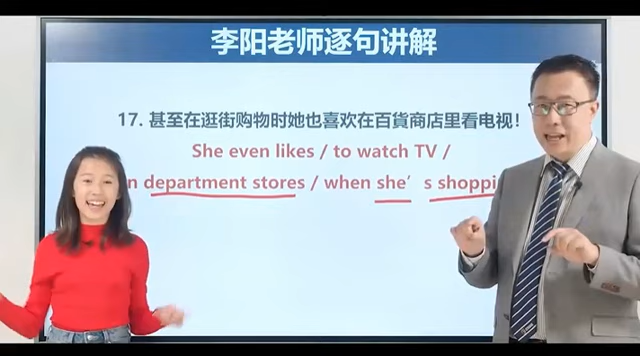 李阳老师逐句讲解
17. 甚至在逛街购物时她也喜欢在百貨商店里看电视！
She even likes / to watch TV /
department stores / when she’s